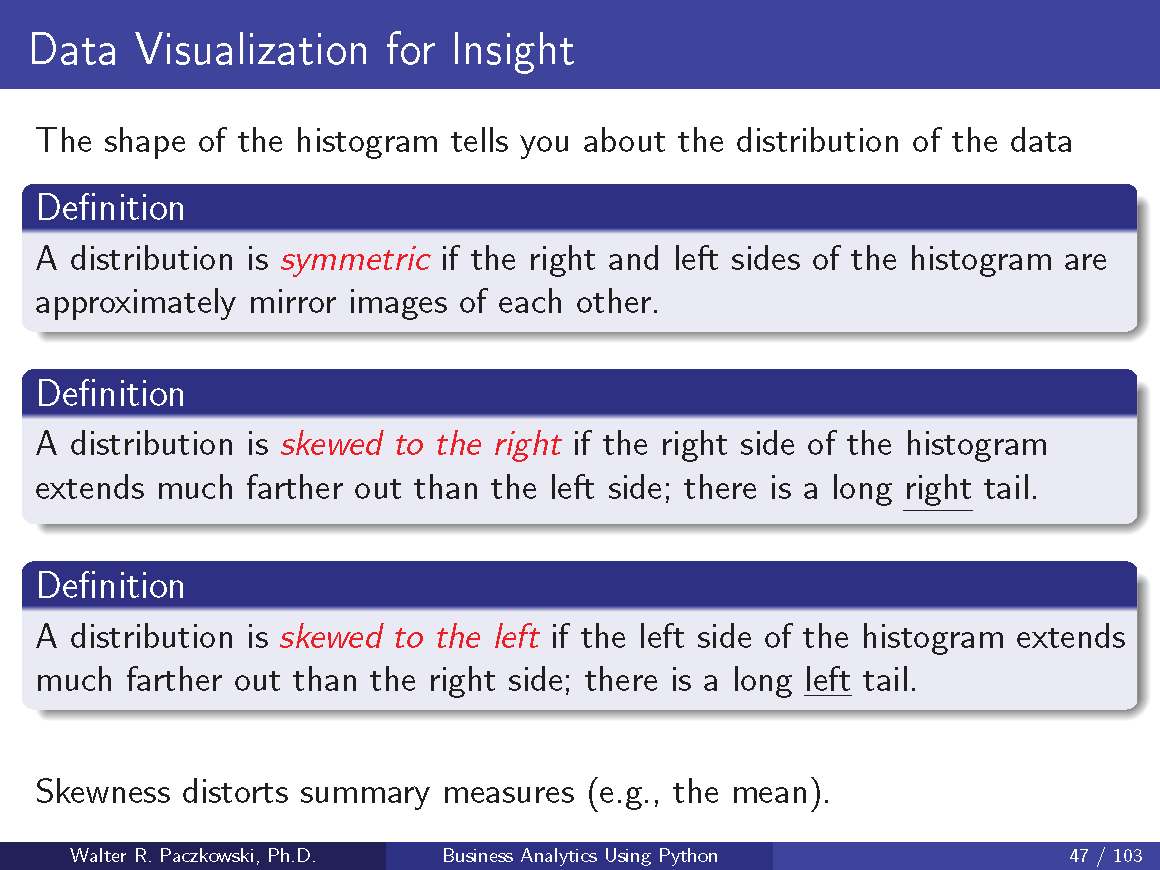 Data Visualization for Insight
The shape of the histogram tells you about the distribution of the data
Definition
A distribution is symmetric if the right and left sides of the histogram are
approximately mirror images of each other.
Definition
A distribution is skewed to the right if the right side of the histogram
extends much farther out than the left side; there is a long right tail.
Definition
A distribution is skewed to the left if the left side of the histogram extends
much farther out than the right side; there is a long left tail.
Skewness distorts summary measures (e.g., the mean).
Walter R. Paczkowski, Ph.D. Business Analytics Using Python 47 / 103